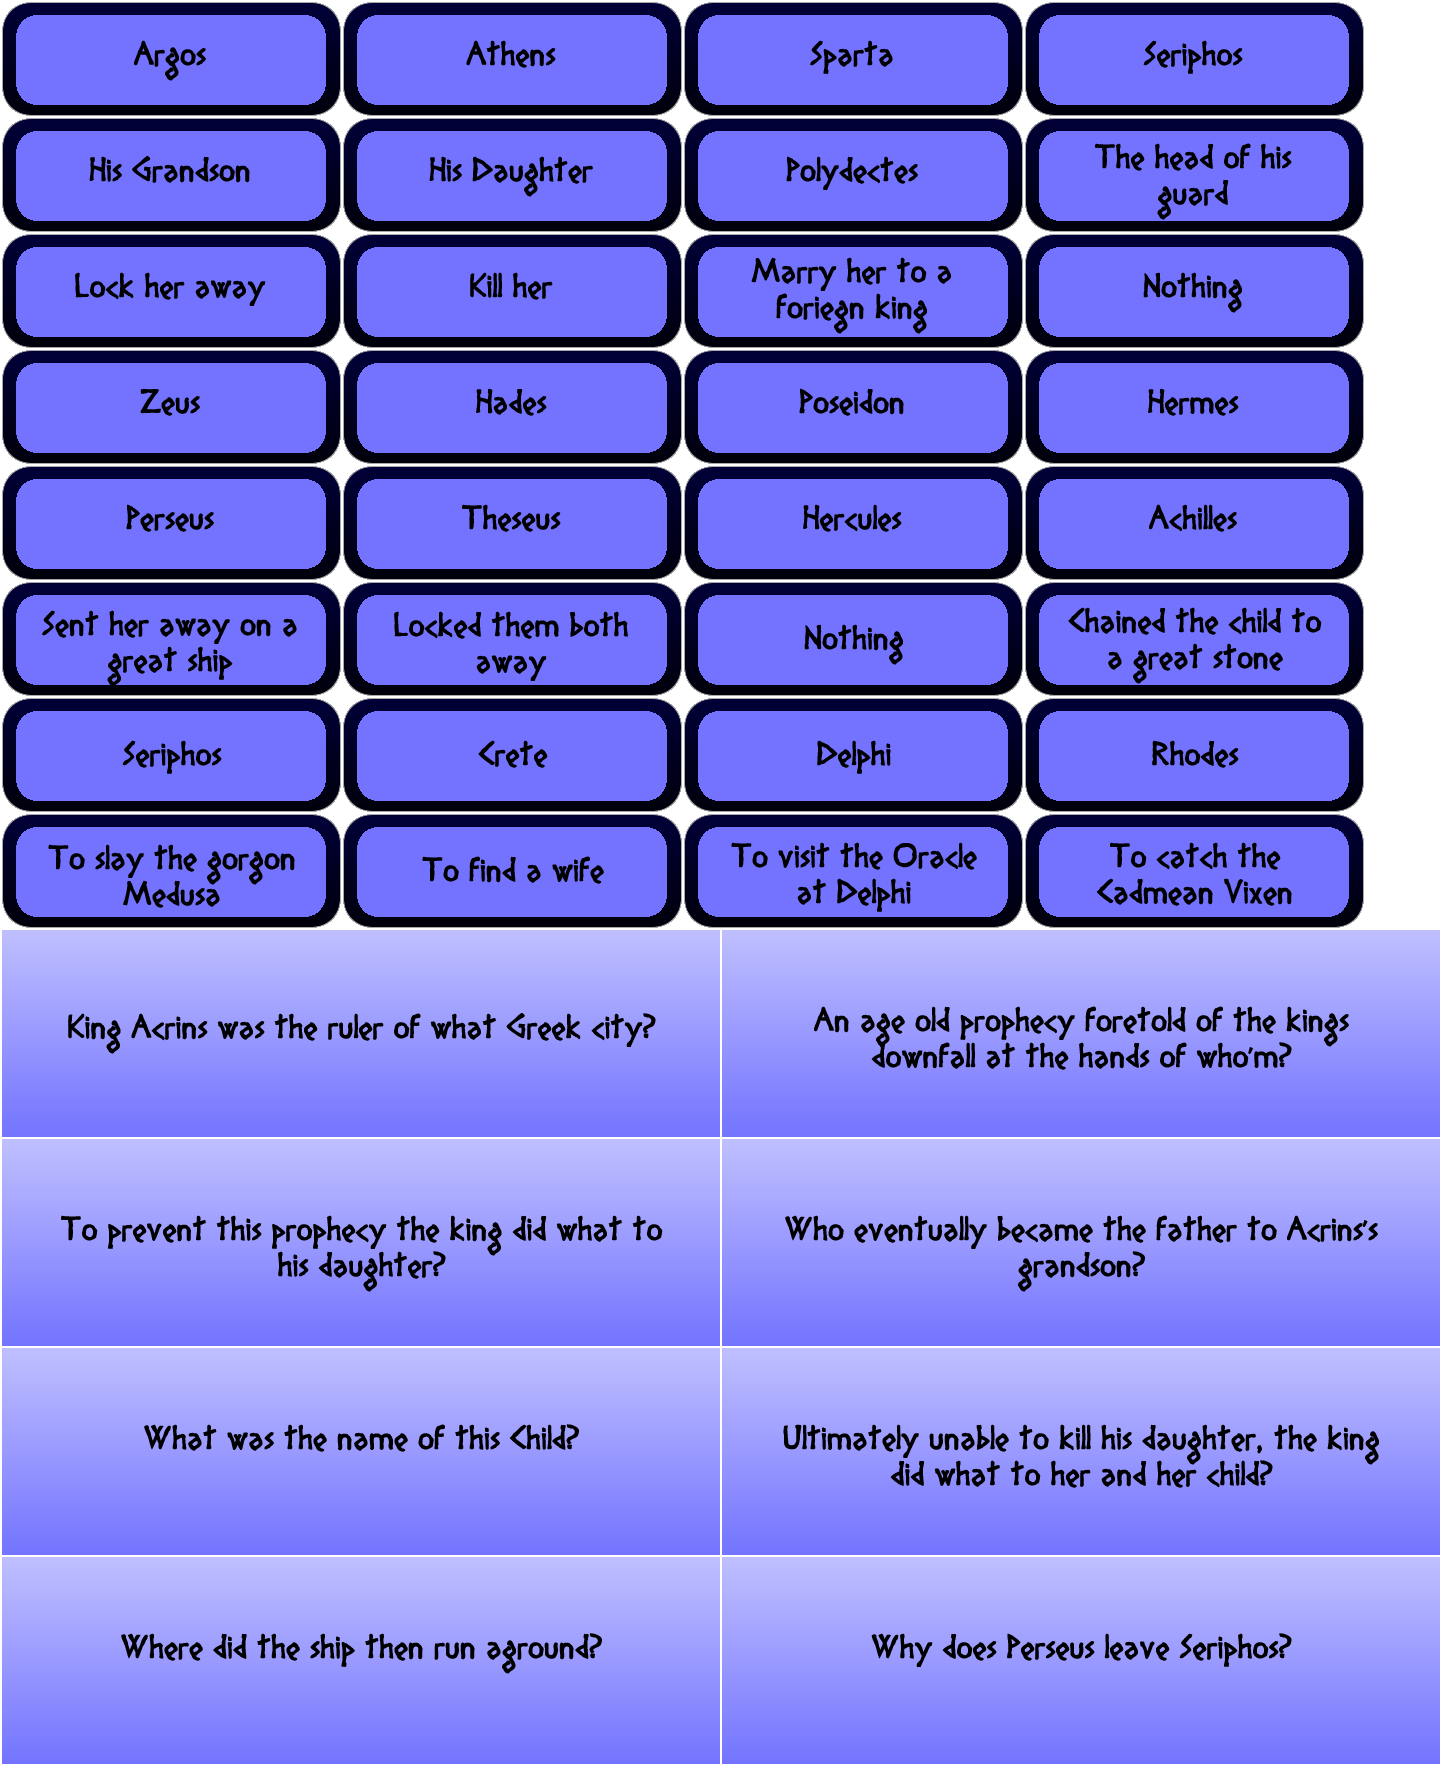 Argos
Athens
Sparta
Seriphos
His Grandson
His Daughter
Polydectes
The head of his
guard
Lock her away
Kill her
Marry her to a
foriegn king
Nothing
Zeus
Hades
Poseidon
Hermes
Perseus
Theseus
Hercules
Achilles
Sent her away on a
great ship
Locked them both
away
Nothing
Chained the child to
a great stone
Seriphos
Crete
Delphi
Rhodes
To slay the gorgon
Medusa
To find a wife
To visit the Oracle
at Delphi
To catch the
Cadmean Vixen
King Acrins was the ruler of what Greek city?
An age old prophecy foretold of the kings
downfall at the hands of who'm?
To prevent this prophecy the king did what to
his daughter?
Who eventually became the father to Acrins's
grandson?
What was the name of this Child?
Ultimately unable to kill his daughter, the king
did what to her and her child?
Where did the ship then run aground?
Why does Perseus leave Seriphos?